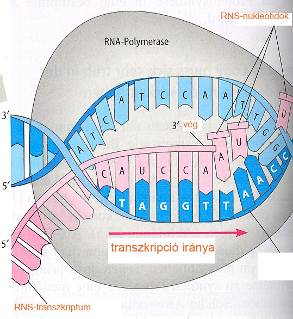 RNS-nukleotidok
RNA-Polymerase
U
3'
A T C A T C C A A T T G G
3'-vég
U
C A U C C A A
5'
T A G G T T A A C C
transzkripció iránya
5'
RNS-transzkriptum